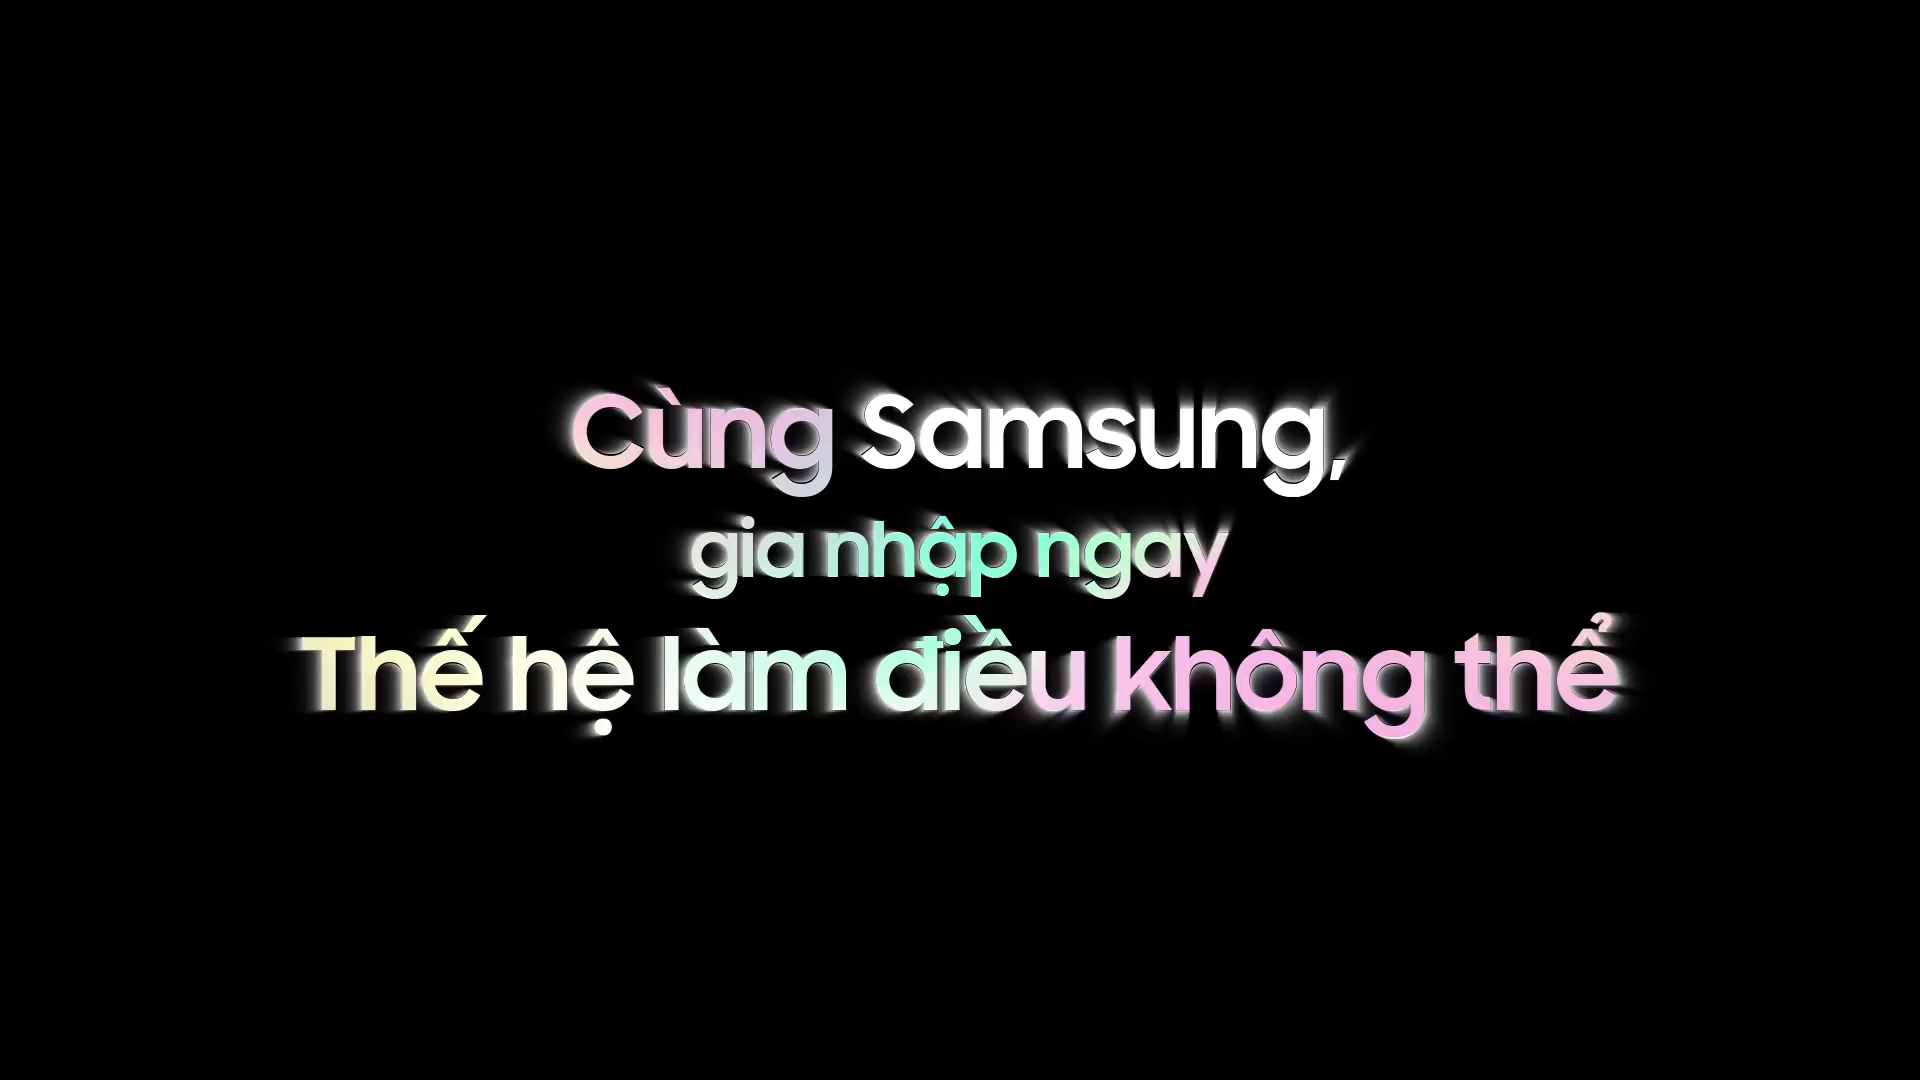 Cùng Samsung,
gia nhập ngay
Thế hệ làm điều không thể